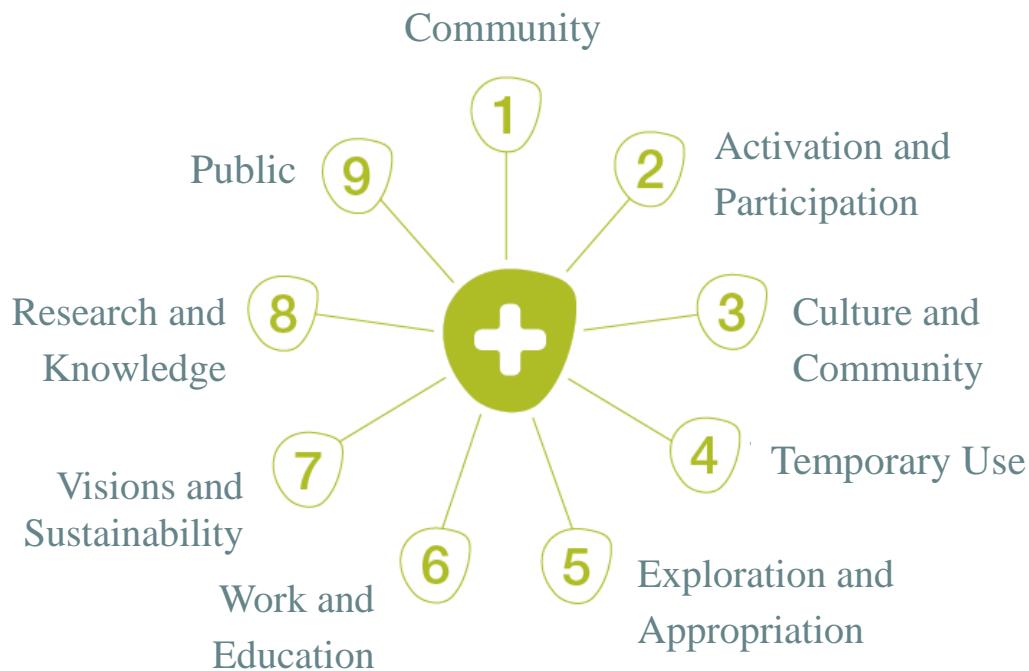 Community
1
2
Activation and
Participation
3
Culture and
Community
4
Temporary Use
5
Exploration and
Appropriation
6
Work and
Education
7
Visions and
Sustainability
8
Research and
Knowledge
9
Public